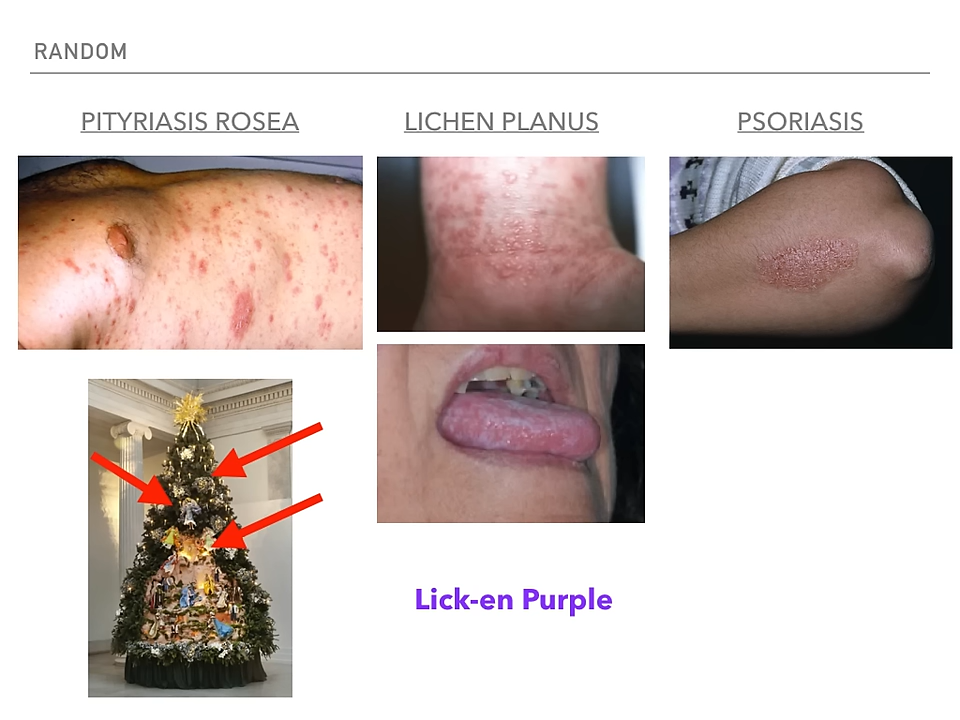 RANDOM
PITYRIASIS ROSEA
LICHEN PLANUS
PSORIASIS
Lick-en Purple